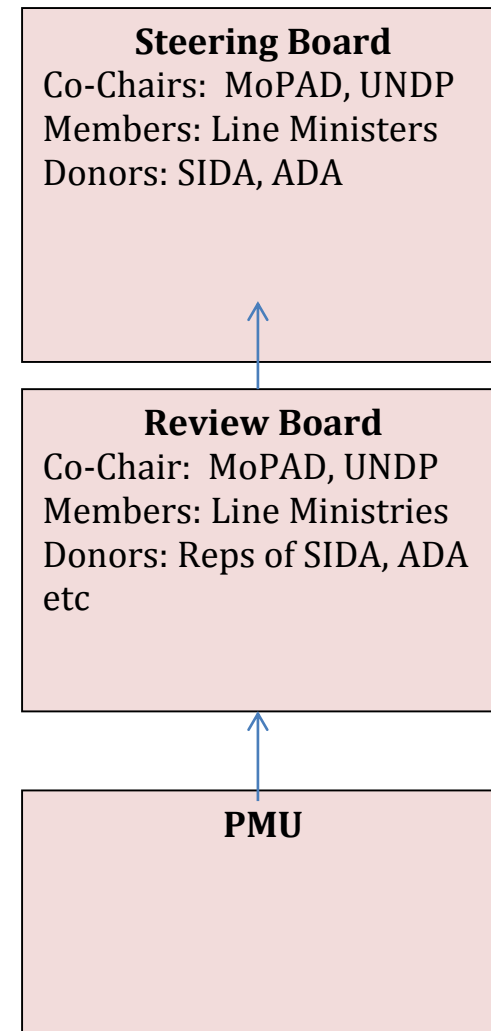 Steering Board
Co-Chairs: MoPAD, UNDP
Members: Line Ministers
Donors: SIDA, ADA
Review Board
Co-Chair: MoPAD, UNDP
Members: Line Ministries
Donors: Reps of SIDA, ADA
etc
PMU